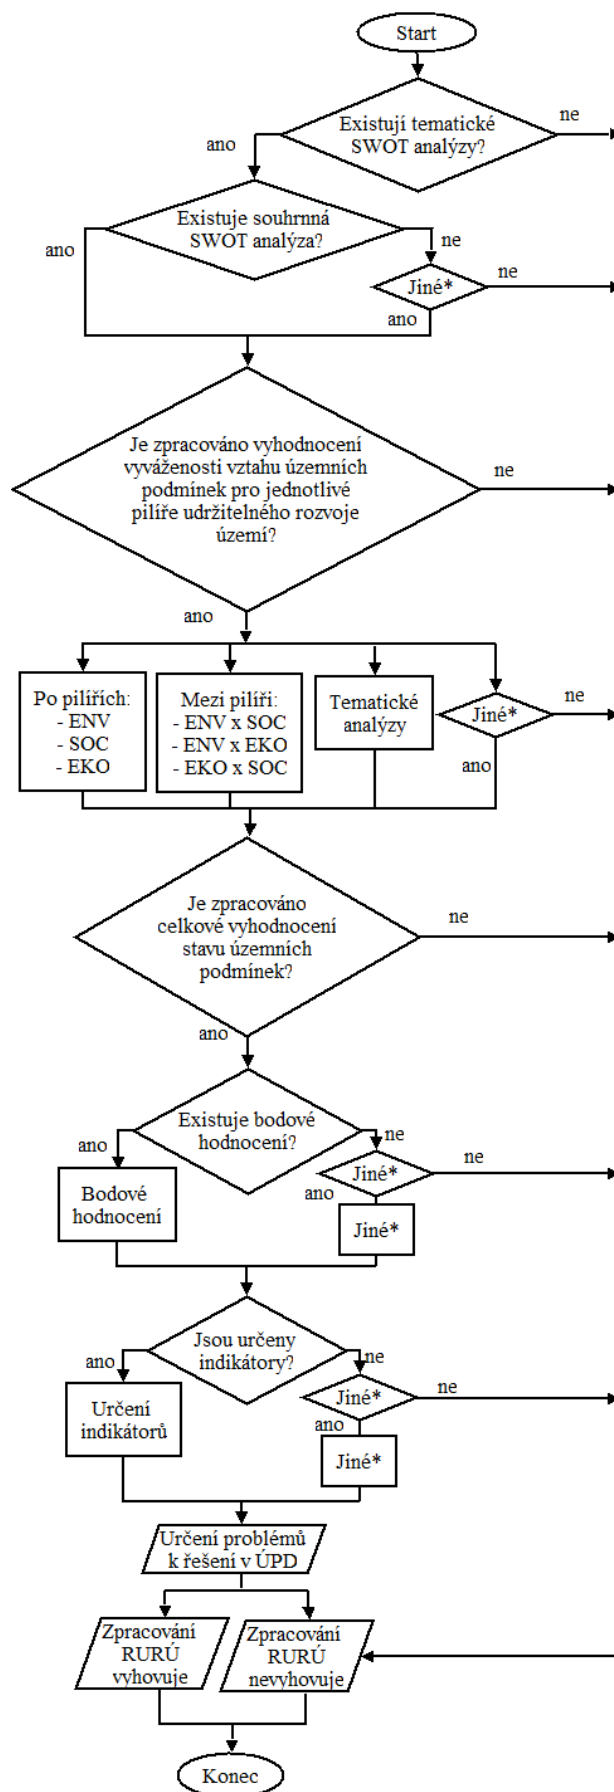 Start
Existují tematické
SWOT analýzy?
ne
ano
Existuje souhrnná
SWOT analýza?
ano
ne
Jiné*
ne
ano
Je zpracováno vyhodnocení
vyváženosti vztahu územních
podmínek pro jednotlivé
pilíře udržitelného rozvoje
území?
ne
ano
Po pilířích:
- ENV
- SOC
- EKO
Mezi pilíři:
- ENV x SOC
- ENV x EKO
- EKO x SOC
Tematické
analýzy
Jiné*
ne
ano
Je zpracováno
celkové vyhodnocení
stavu územních
podmínek?
ne
ano
Existuje bodové
hodnocení?
ano
ne
Bodové
hodnocení
Jiné*
ne
ano
Jiné*
Jsou určeny
indikátory?
ano
ne
Určení
indikátorů
Jiné*
ne
ano
Jiné*
Určení problémů
k řešení v ÚPD
Zpracování
RURÚ
vyhovuje
Zpracování
RURÚ
nevyhovuje
Konec